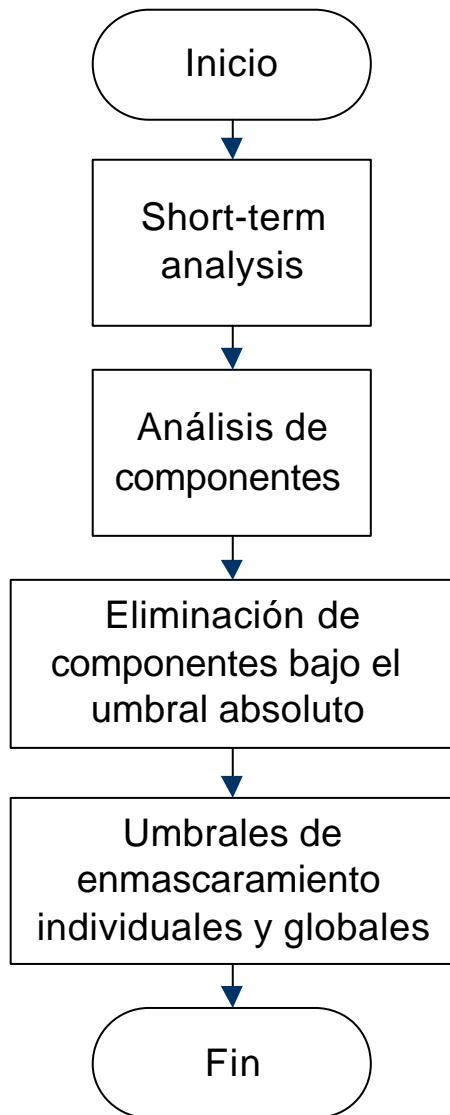 Inicio
Short-term
analysis
Análisis de
componentes
Eliminación de
componentes bajo el
umbral absoluto
Umbrales de
enmascaramiento
individuales y globales
Fin